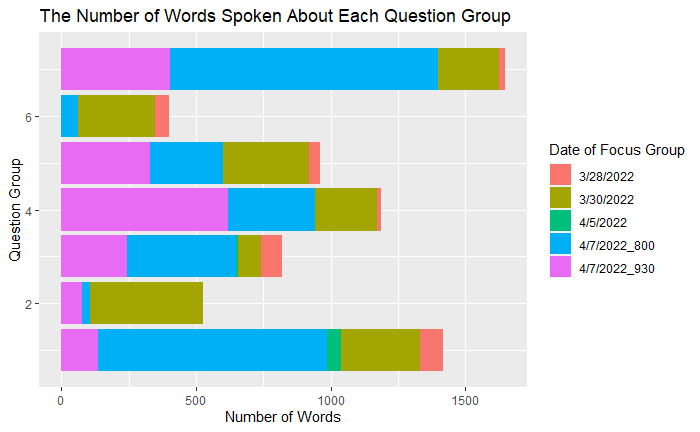 The Number of Words Spoken About Each Question Group
6
4
2
Question Group
0 500 1000 1500
Number of Words
Date of Focus Group
3/28/2022
3/30/2022
4/5/2022
4/7/2022_800
4/7/2022_930